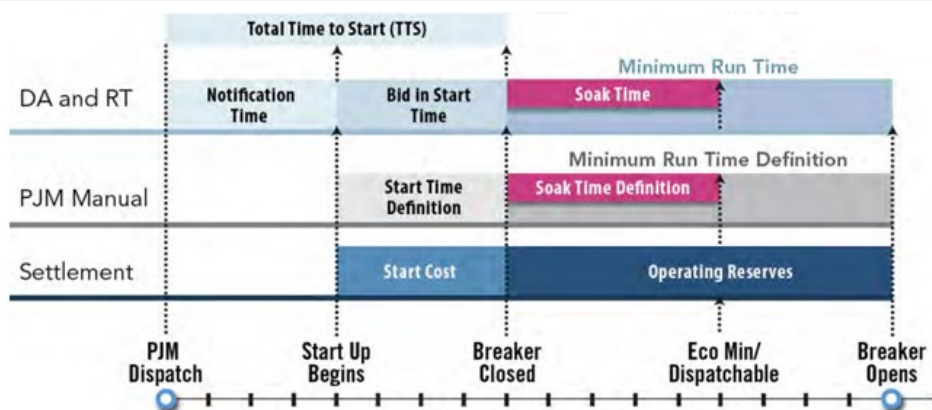 Total Time to Start (TTS)
Minimum Run Time
DA and RT
Notification
Time
Bid in Start
Time
Soak Time
Minimum Run Time Definition
PJM Manual
Start Time
Definition
Soak Time Definition
Settlement
Start Cost
Operating Reserves
PJM
Dispatch
Start Up
Begins
Breaker
Closed
Eco Min/
Dispatchable
Breaker
Opens